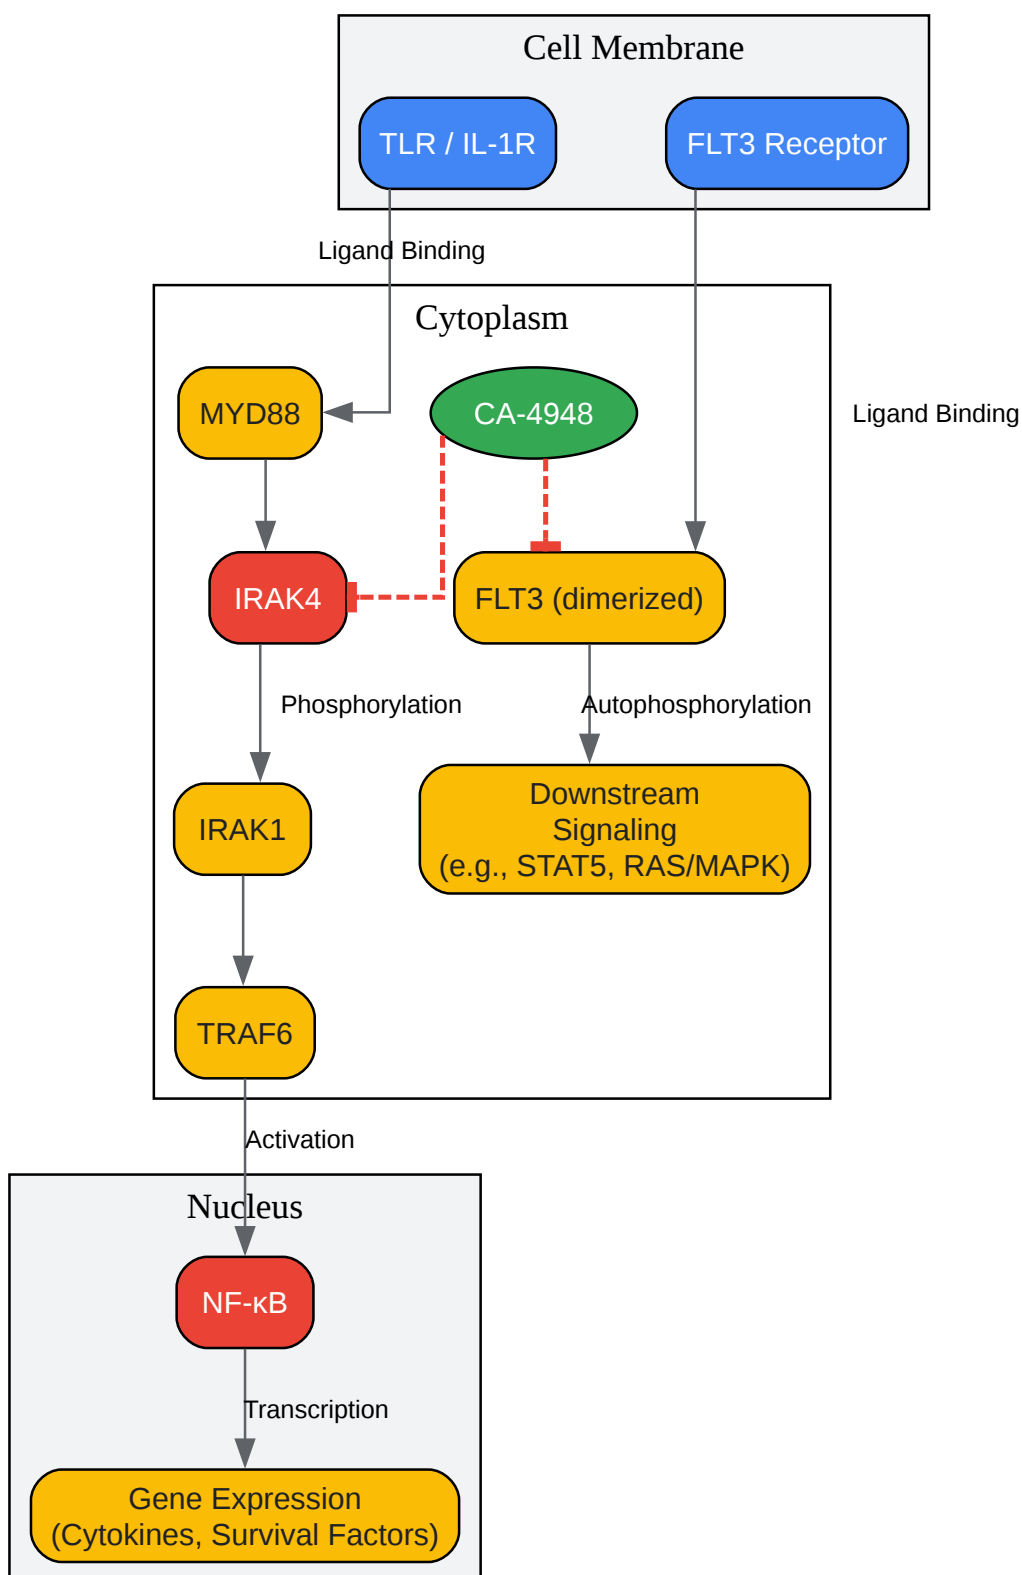 Cell Membrane
TLR / IL-1R
FLT3 Receptor
Ligand Binding
Cytoplasm
MYD88
CA-4948
Ligand Binding
IRAK4
FLT3 (dimerized)
Phosphorylation
Autophosphorylation
IRAK1
Downstream
Signaling
(e.g., STAT5, RAS/MAPK)
TRAF6
Activation
Nucleus
NF-κB
Transcription
Gene Expression
(Cytokines, Survival Factors)